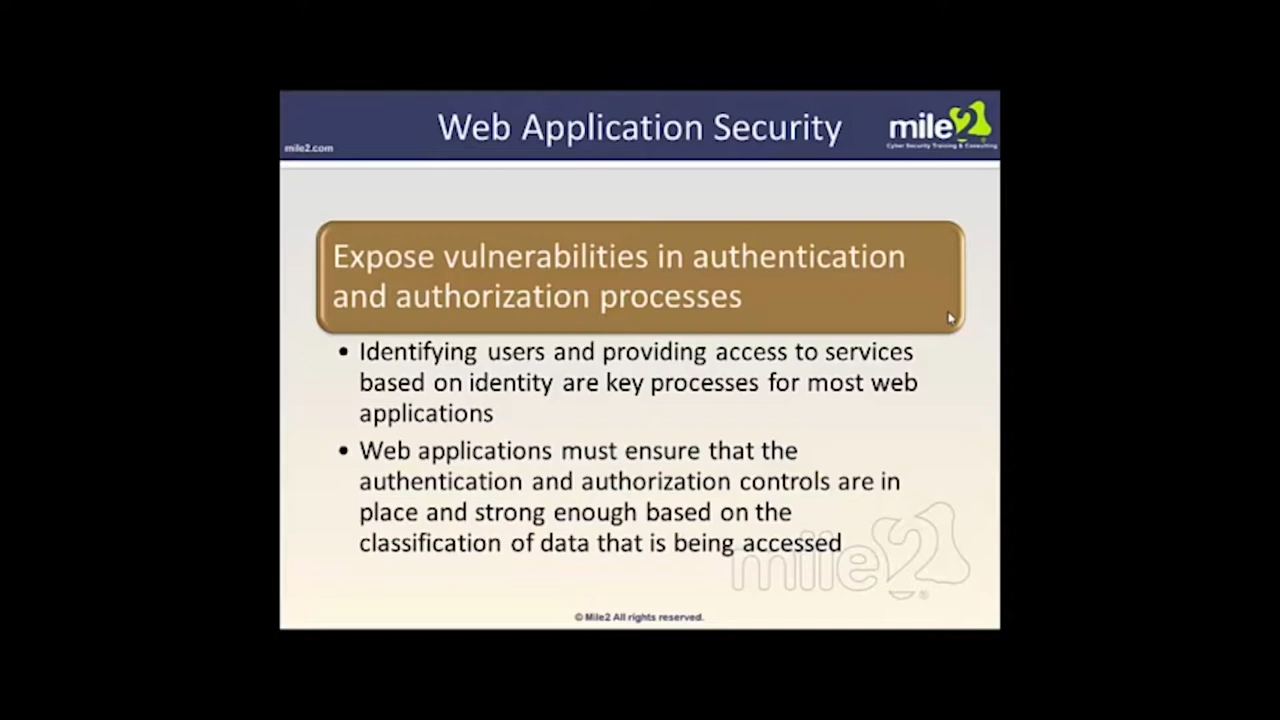 Web Application Security
mile2
Cyber Security Training & Consulting
mile2.com
Expose vulnerabilities in authentication
and authorization processes
• Identifying users and providing access to services
based on identity are key processes for most web
applications
• Web applications must ensure that the
authentication and authorization controls are in
place and strong enough based on the
classification of data that is being accessed
mile2®
© Mile2 All rights reserved.